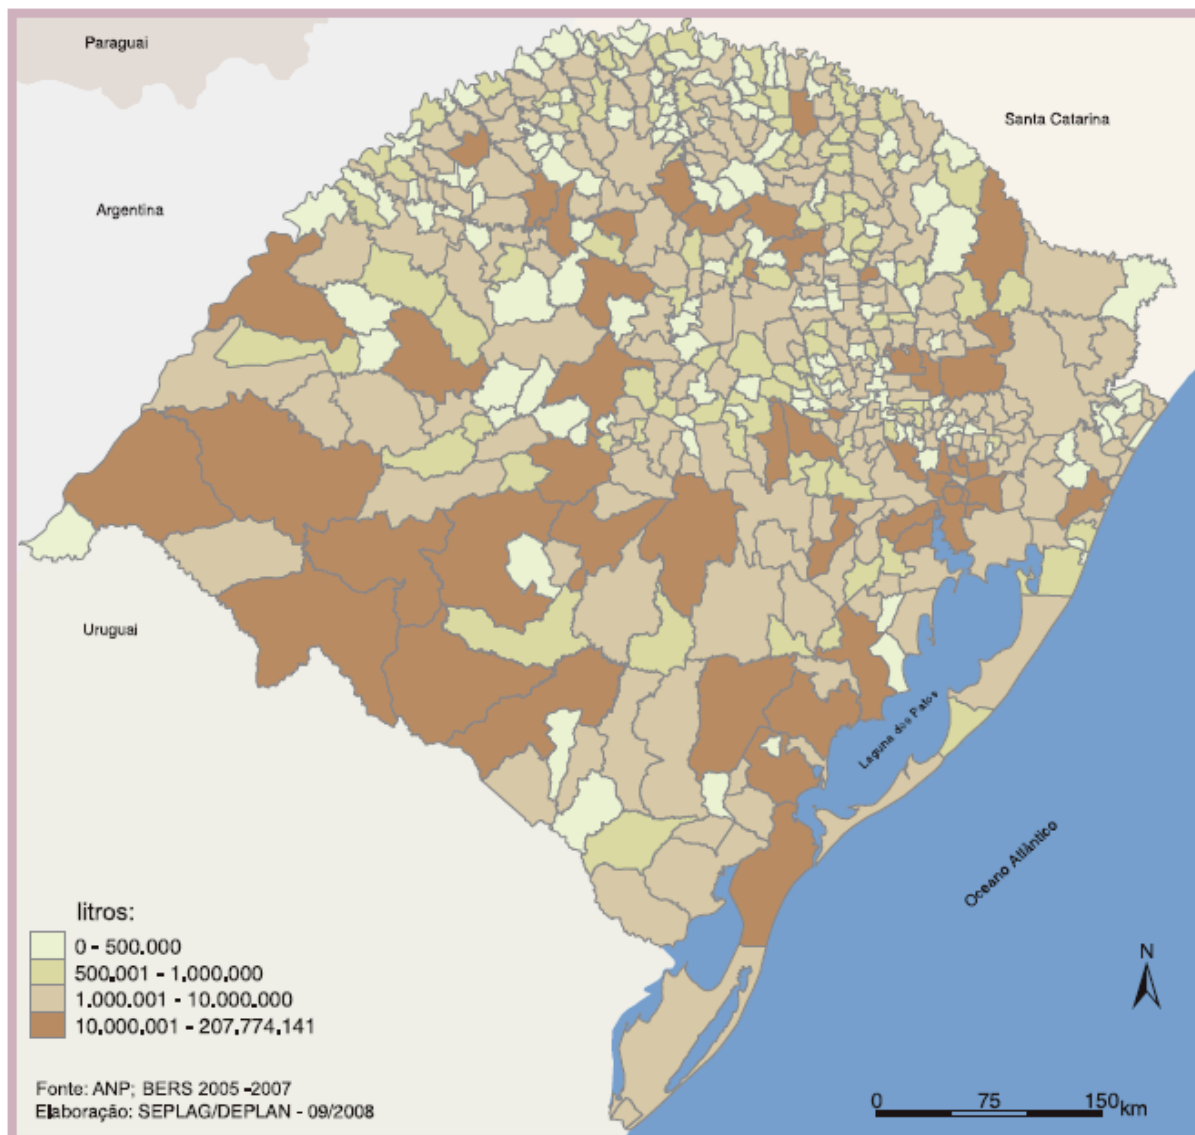 Paraguai
Santa Catarina
Argentina
Uruguai
Laguna dos Patos
Oceano Atlântico
litros:
0 - 500.000
500.001 - 1.000.000
1.000.001 - 10.000.000
10.000.001 - 207.774.141
N
Fonte: ANP; BERS 2005 -2007
Elaboração: SEPLAG/DEPLAN - 09/2008
0 75 150 km